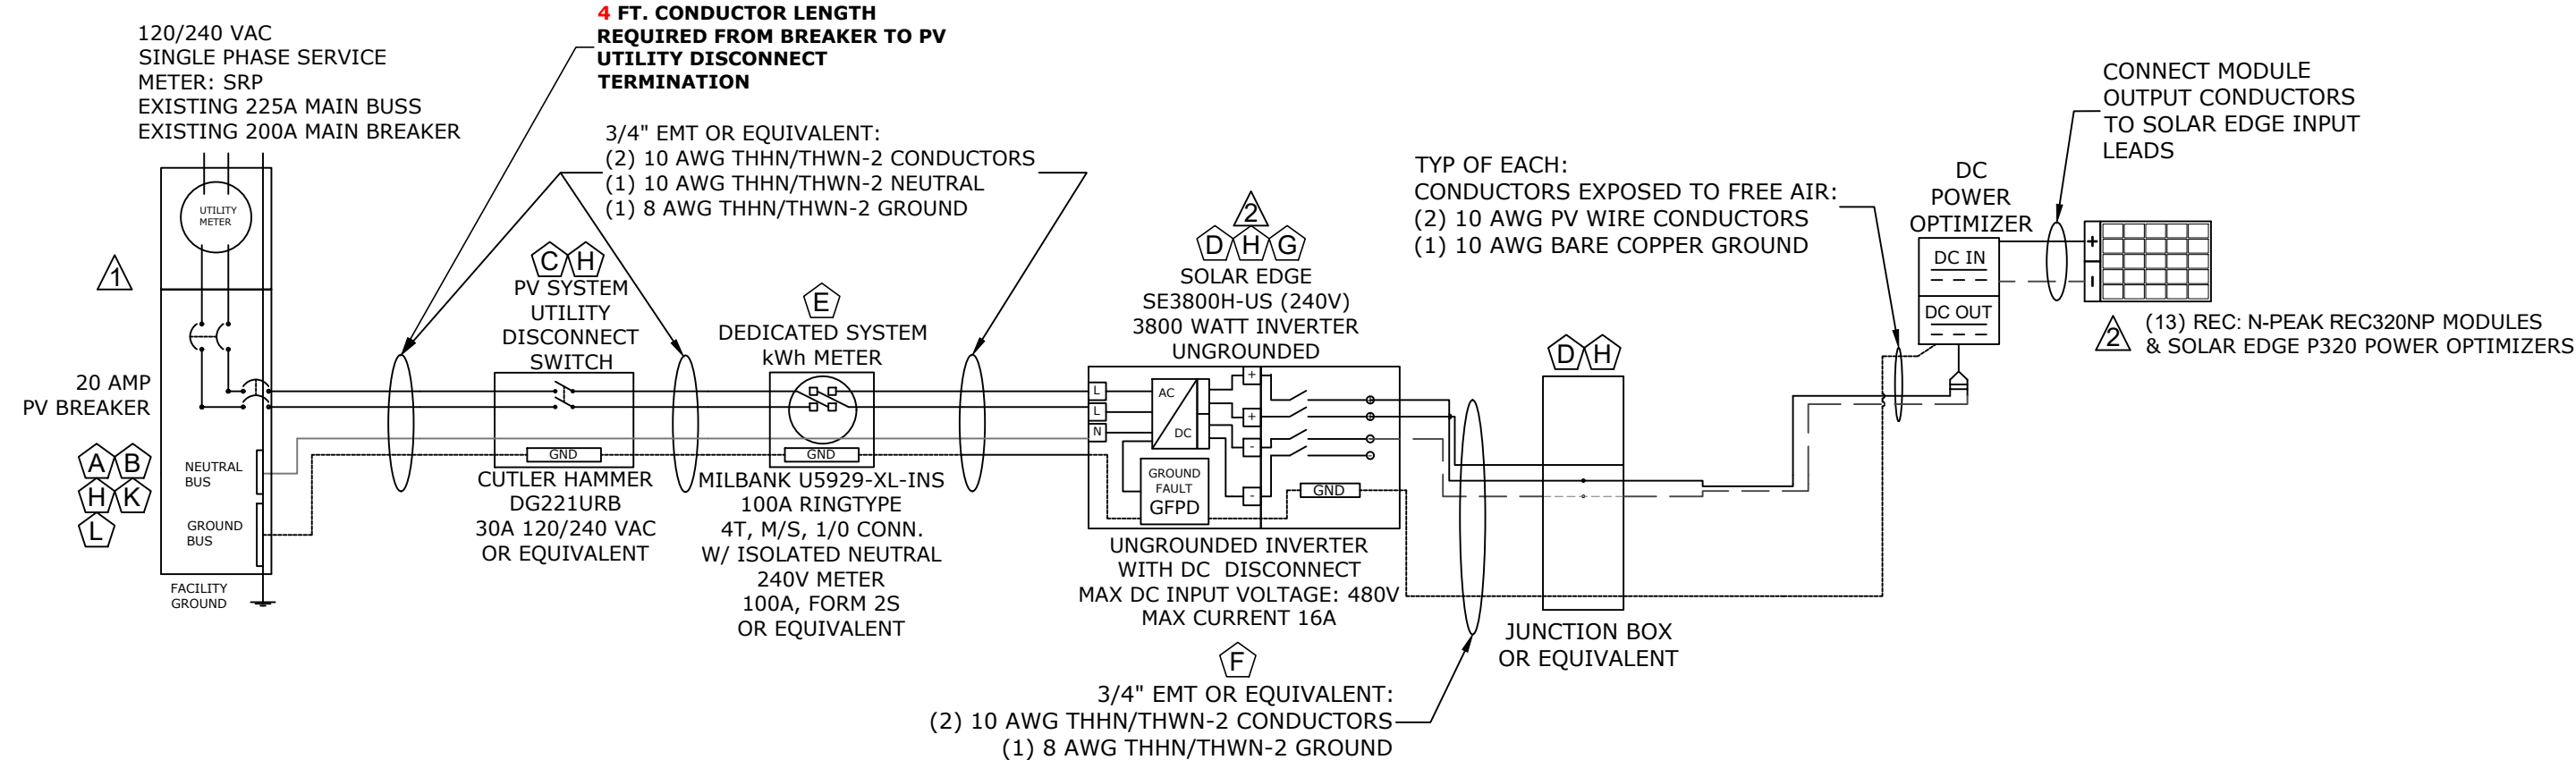 4 FT. CONDUCTOR LENGTH
REQUIRED FROM BREAKER TO PV
UTILITY DISCONNECT
TERMINATION
120/240 VAC
SINGLE PHASE SERVICE
METER: SRP
EXISTING 225A MAIN BUSS
EXISTING 200A MAIN BREAKER
3/4" EMT OR EQUIVALENT:
(2) 10 AWG THHN/THWN-2 CONDUCTORS
(1) 10 AWG THHN/THWN-2 NEUTRAL
(1) 8 AWG THHN/THWN-2 GROUND
UTILITY
METER
1
20 AMP
PV BREAKER
A B
H K
L
NEUTRAL
BUS
GROUND
BUS
FACILITY
GROUND
C H
PV SYSTEM
UTILITY
DISCONNECT
SWITCH
GND
CUTLER HAMMER
DG221URB
30A 120/240 VAC
OR EQUIVALENT
E
DEDICATED SYSTEM
kWh METER
GND
MILBANK U5929-XL-INS
100A RINGTYPE
4T, M/S, 1/0 CONN.
W/ ISOLATED NEUTRAL
240V METER
100A, FORM 2S
OR EQUIVALENT
2
D H G
SOLAR EDGE
SE3800H-US (240V)
3800 WATT INVERTER
UNGROUNDED
L
L
N
AC
DC
+
+
-
-
GROUND
FAULT
GFPD
GND
UNGROUNDED INVERTER
WITH DC DISCONNECT
MAX DC INPUT VOLTAGE: 480V
MAX CURRENT 16A
F
3/4" EMT OR EQUIVALENT:
(2) 10 AWG THHN/THWN-2 CONDUCTORS
(1) 8 AWG THHN/THWN-2 GROUND
D H
JUNCTION BOX
OR EQUIVALENT
TYP OF EACH:
CONDUCTORS EXPOSED TO FREE AIR:
(2) 10 AWG PV WIRE CONDUCTORS
(1) 10 AWG BARE COPPER GROUND
DC
POWER
OPTIMIZER
DC IN
DC OUT
CONNECT MODULE
OUTPUT CONDUCTORS
TO SOLAR EDGE INPUT
LEADS
+
-
2
(13) REC: N-PEAK REC320NP MODULES
& SOLAR EDGE P320 POWER OPTIMIZERS